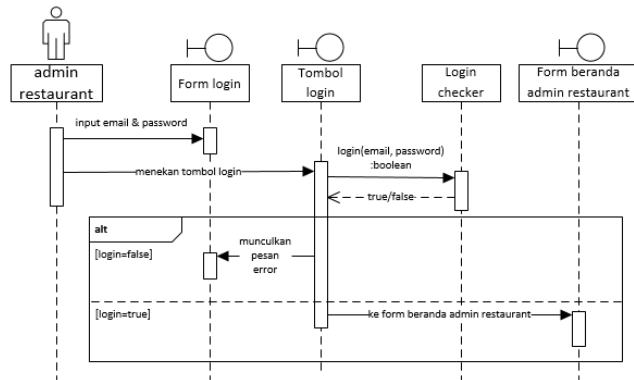 admin
restaurant
Form login
Tombol
login
Login
checker
Form beranda
admin restaurant
input email & password
menekan tombol login
login(email, password)
:boolean
true/false
alt
[login=false]
munculkan
pesan
error
[login=true]
ke form beranda admin restaurant